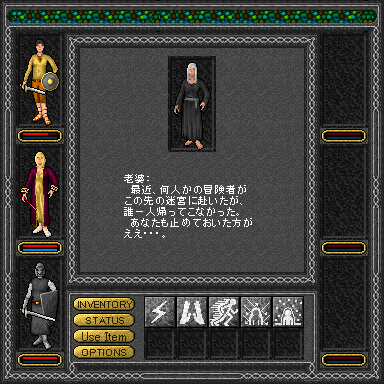 老婆:
最近、何人かの冒険者が
この先の迷宮に赴いたが、
誰一人帰ってこなかった。
あなたも止めておいた方が
ええ・・・。
INVENTORY
STATUS
Use Item
OPTIONS